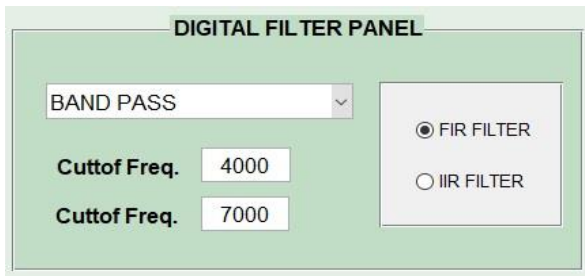 DIGITAL FILTER PANEL
BAND PASS
Cuttof Freq. 4000
Cuttof Freq. 7000
FIR FILTER
IIR FILTER